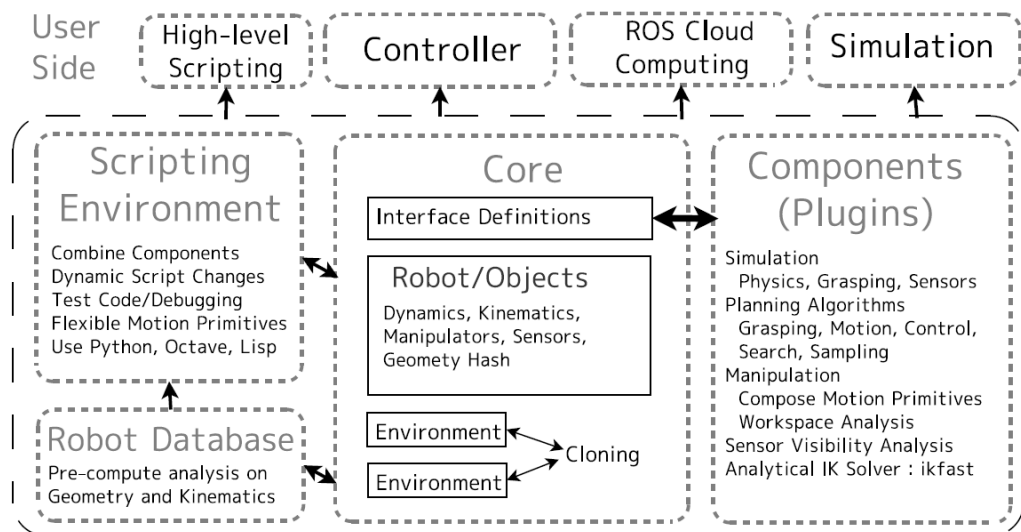 User
Side
High-level
Scripting
Controller
ROS Cloud
Computing
Simulation
Scripting
Environment
Combine Components
Dynamic Script Changes
Test Code/Debugging
Flexible Motion Primitives
Use Python, Octave, Lisp
Robot Database
Pre-compute analysis on
Geometry and Kinematics
Core
Interface Definitions
Robot/Objects
Dynamics, Kinematics,
Manipulators, Sensors,
Geomety Hash
Environment
Cloning
Environment
Components
(Plugins)
Simulation
Physics, Grasping, Sensors
Planning Algorithms
Grasping, Motion, Control,
Search, Sampling
Manipulation
Compose Motion Primitives
Workspace Analysis
Sensor Visibility Analysis
Analytical IK Solver : ikfast